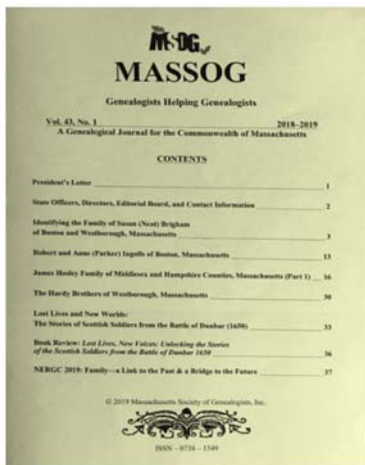 MSOG
MASSOG
Genealogists Helping Genealogists
Vol. 43, No. 1 2018–2019
A Genealogical Journal for the Commonwealth of Massachusetts
CONTENTS
President's Letter 1
State Officers, Directors, Editorial Board, and Contact Information 2
Identifying the Family of Susan (Neat) Brigham
of Boston and Westborough, Massachusetts 3
Robert and Anne (Parker) Ingolls of Boston, Massachusetts 13
James Hosley Family of Middlesex and Hampshire Counties, Massachusetts (Part 1) 16
The Hardy Brothers of Westborough, Massachusetts 30
Lost Lives and New Worlds:
The Stories of Scottish Soldiers from the Battle of Dunbar (1650) 33
Book Review: Lost Lives, New Voices: Unlocking the Stories
of the Scottish Soldiers from the Battle of Dunbar 1650 36
NERGC 2019: Family—a Link to the Past & a Bridge to the Future 37
© 2019 Massachusetts Society of Genealogists, Inc.
ISSN – 0734 – 1549